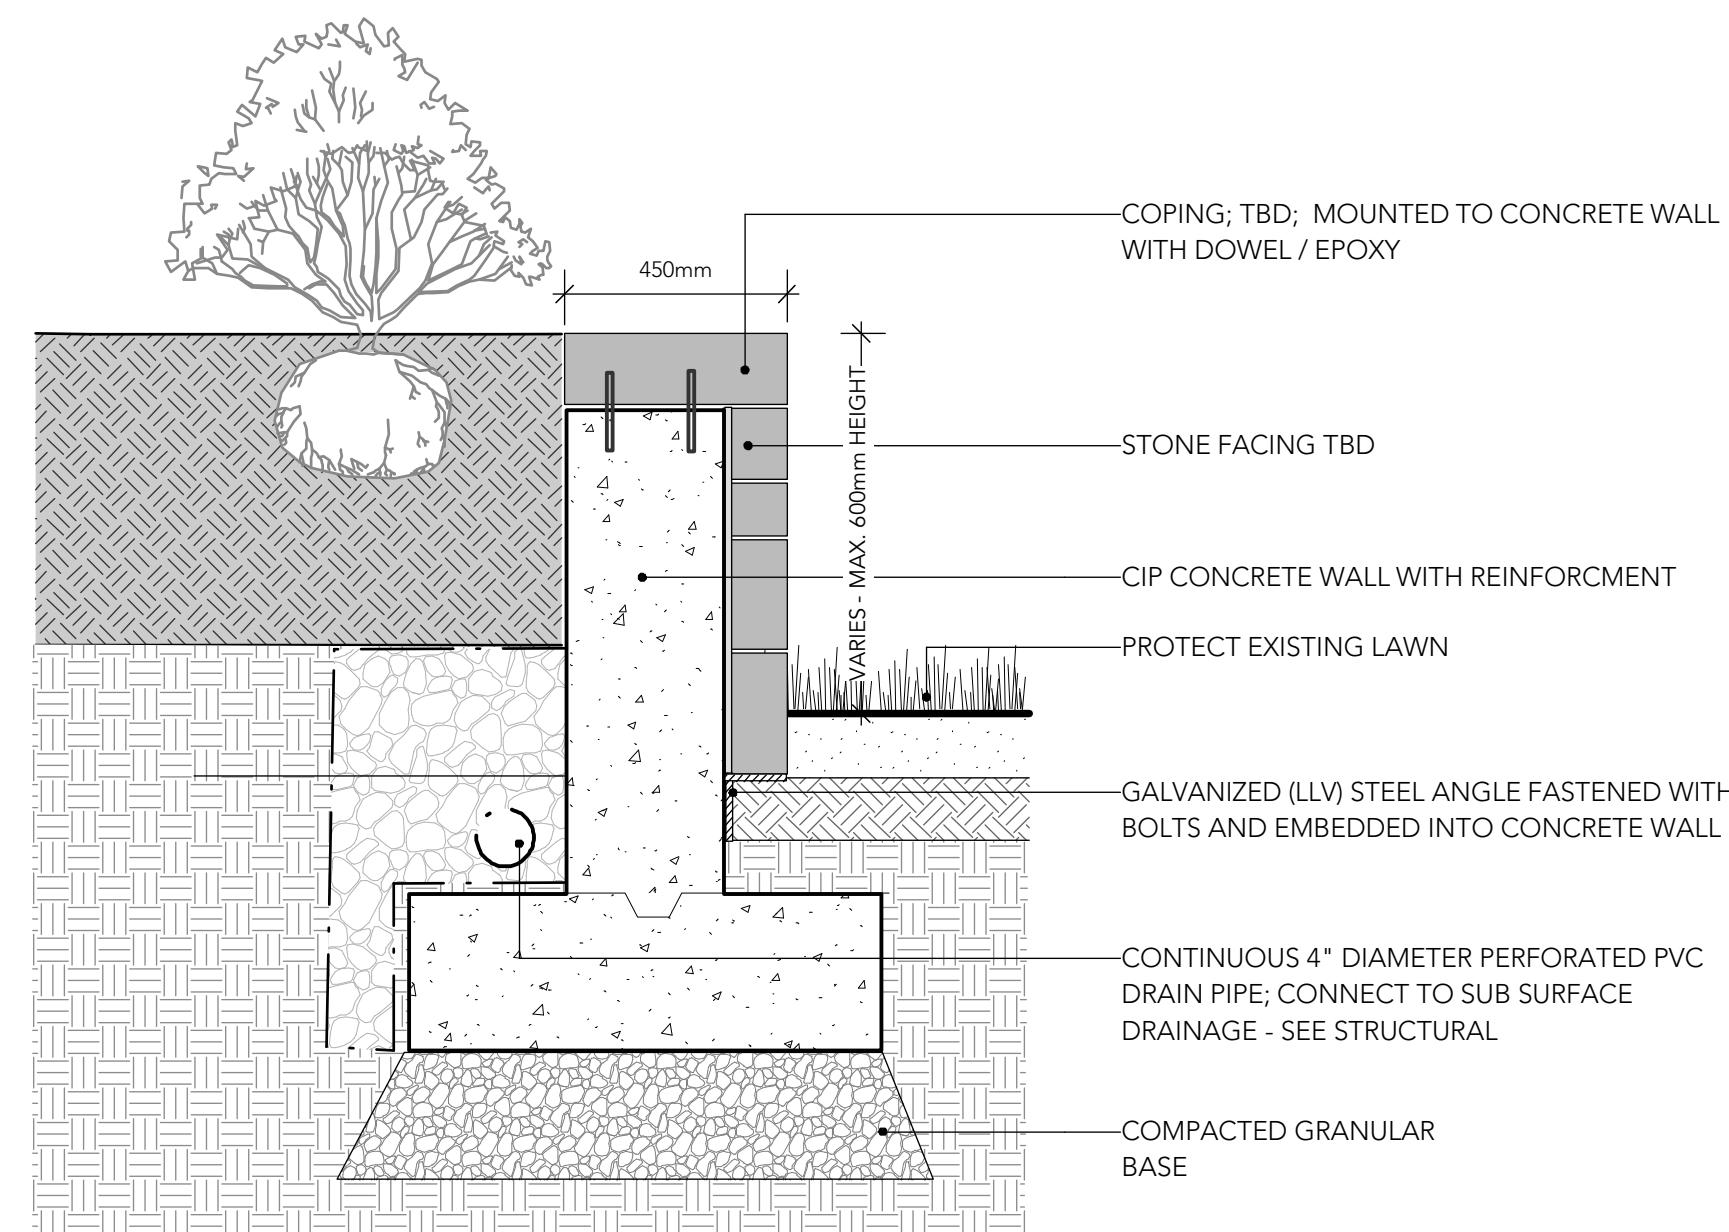 COPING; TBD; MOUNTED TO CONCRETE WALL
WITH DOWEL / EPOXY
450mm
VARIES - MAX. 600mm HEIGHT
STONE FACING TBD
CIP CONCRETE WALL WITH REINFORCMENT
PROTECT EXISTING LAWN
GALVANIZED (LLV) STEEL ANGLE FASTENED WITH
BOLTS AND EMBEDDED INTO CONCRETE WALL
CONTINUOUS 4" DIAMETER PERFORATED PVC
DRAIN PIPE; CONNECT TO SUB SURFACE
DRAINAGE - SEE STRUCTURAL
COMPACTED GRANULAR
BASE